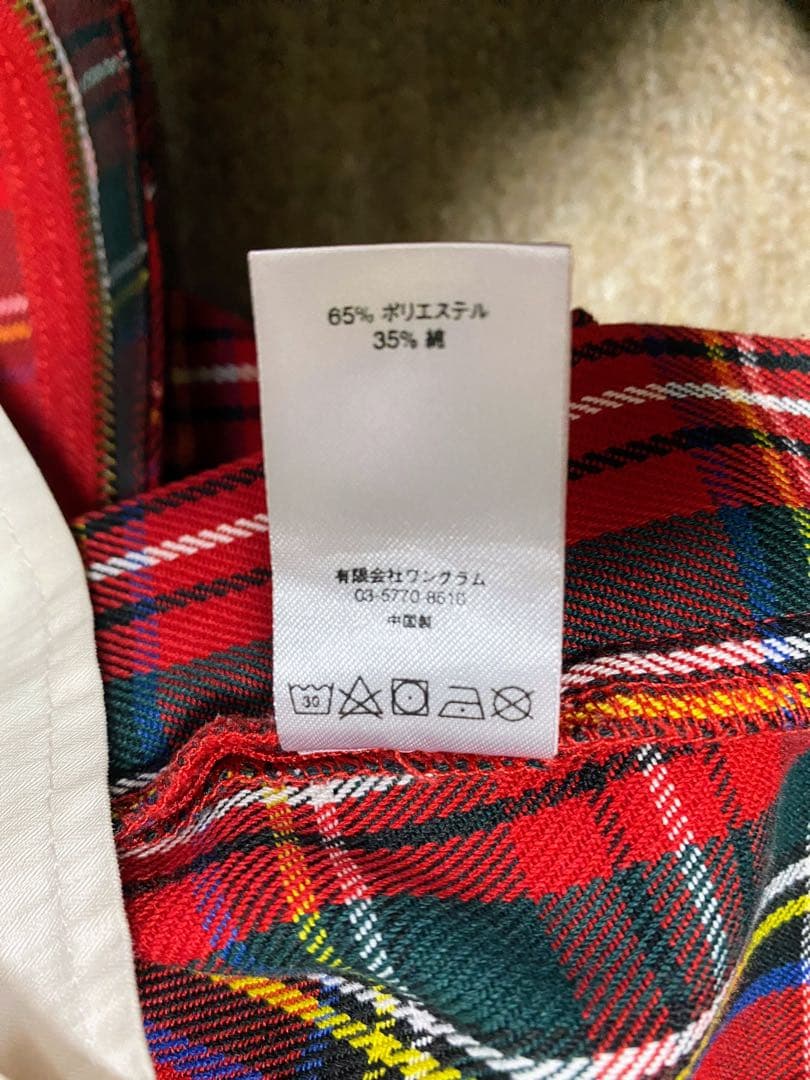 65% ポリエステル
35% 綿
有限会社ワングラム
03-5770-8510
中国製
30